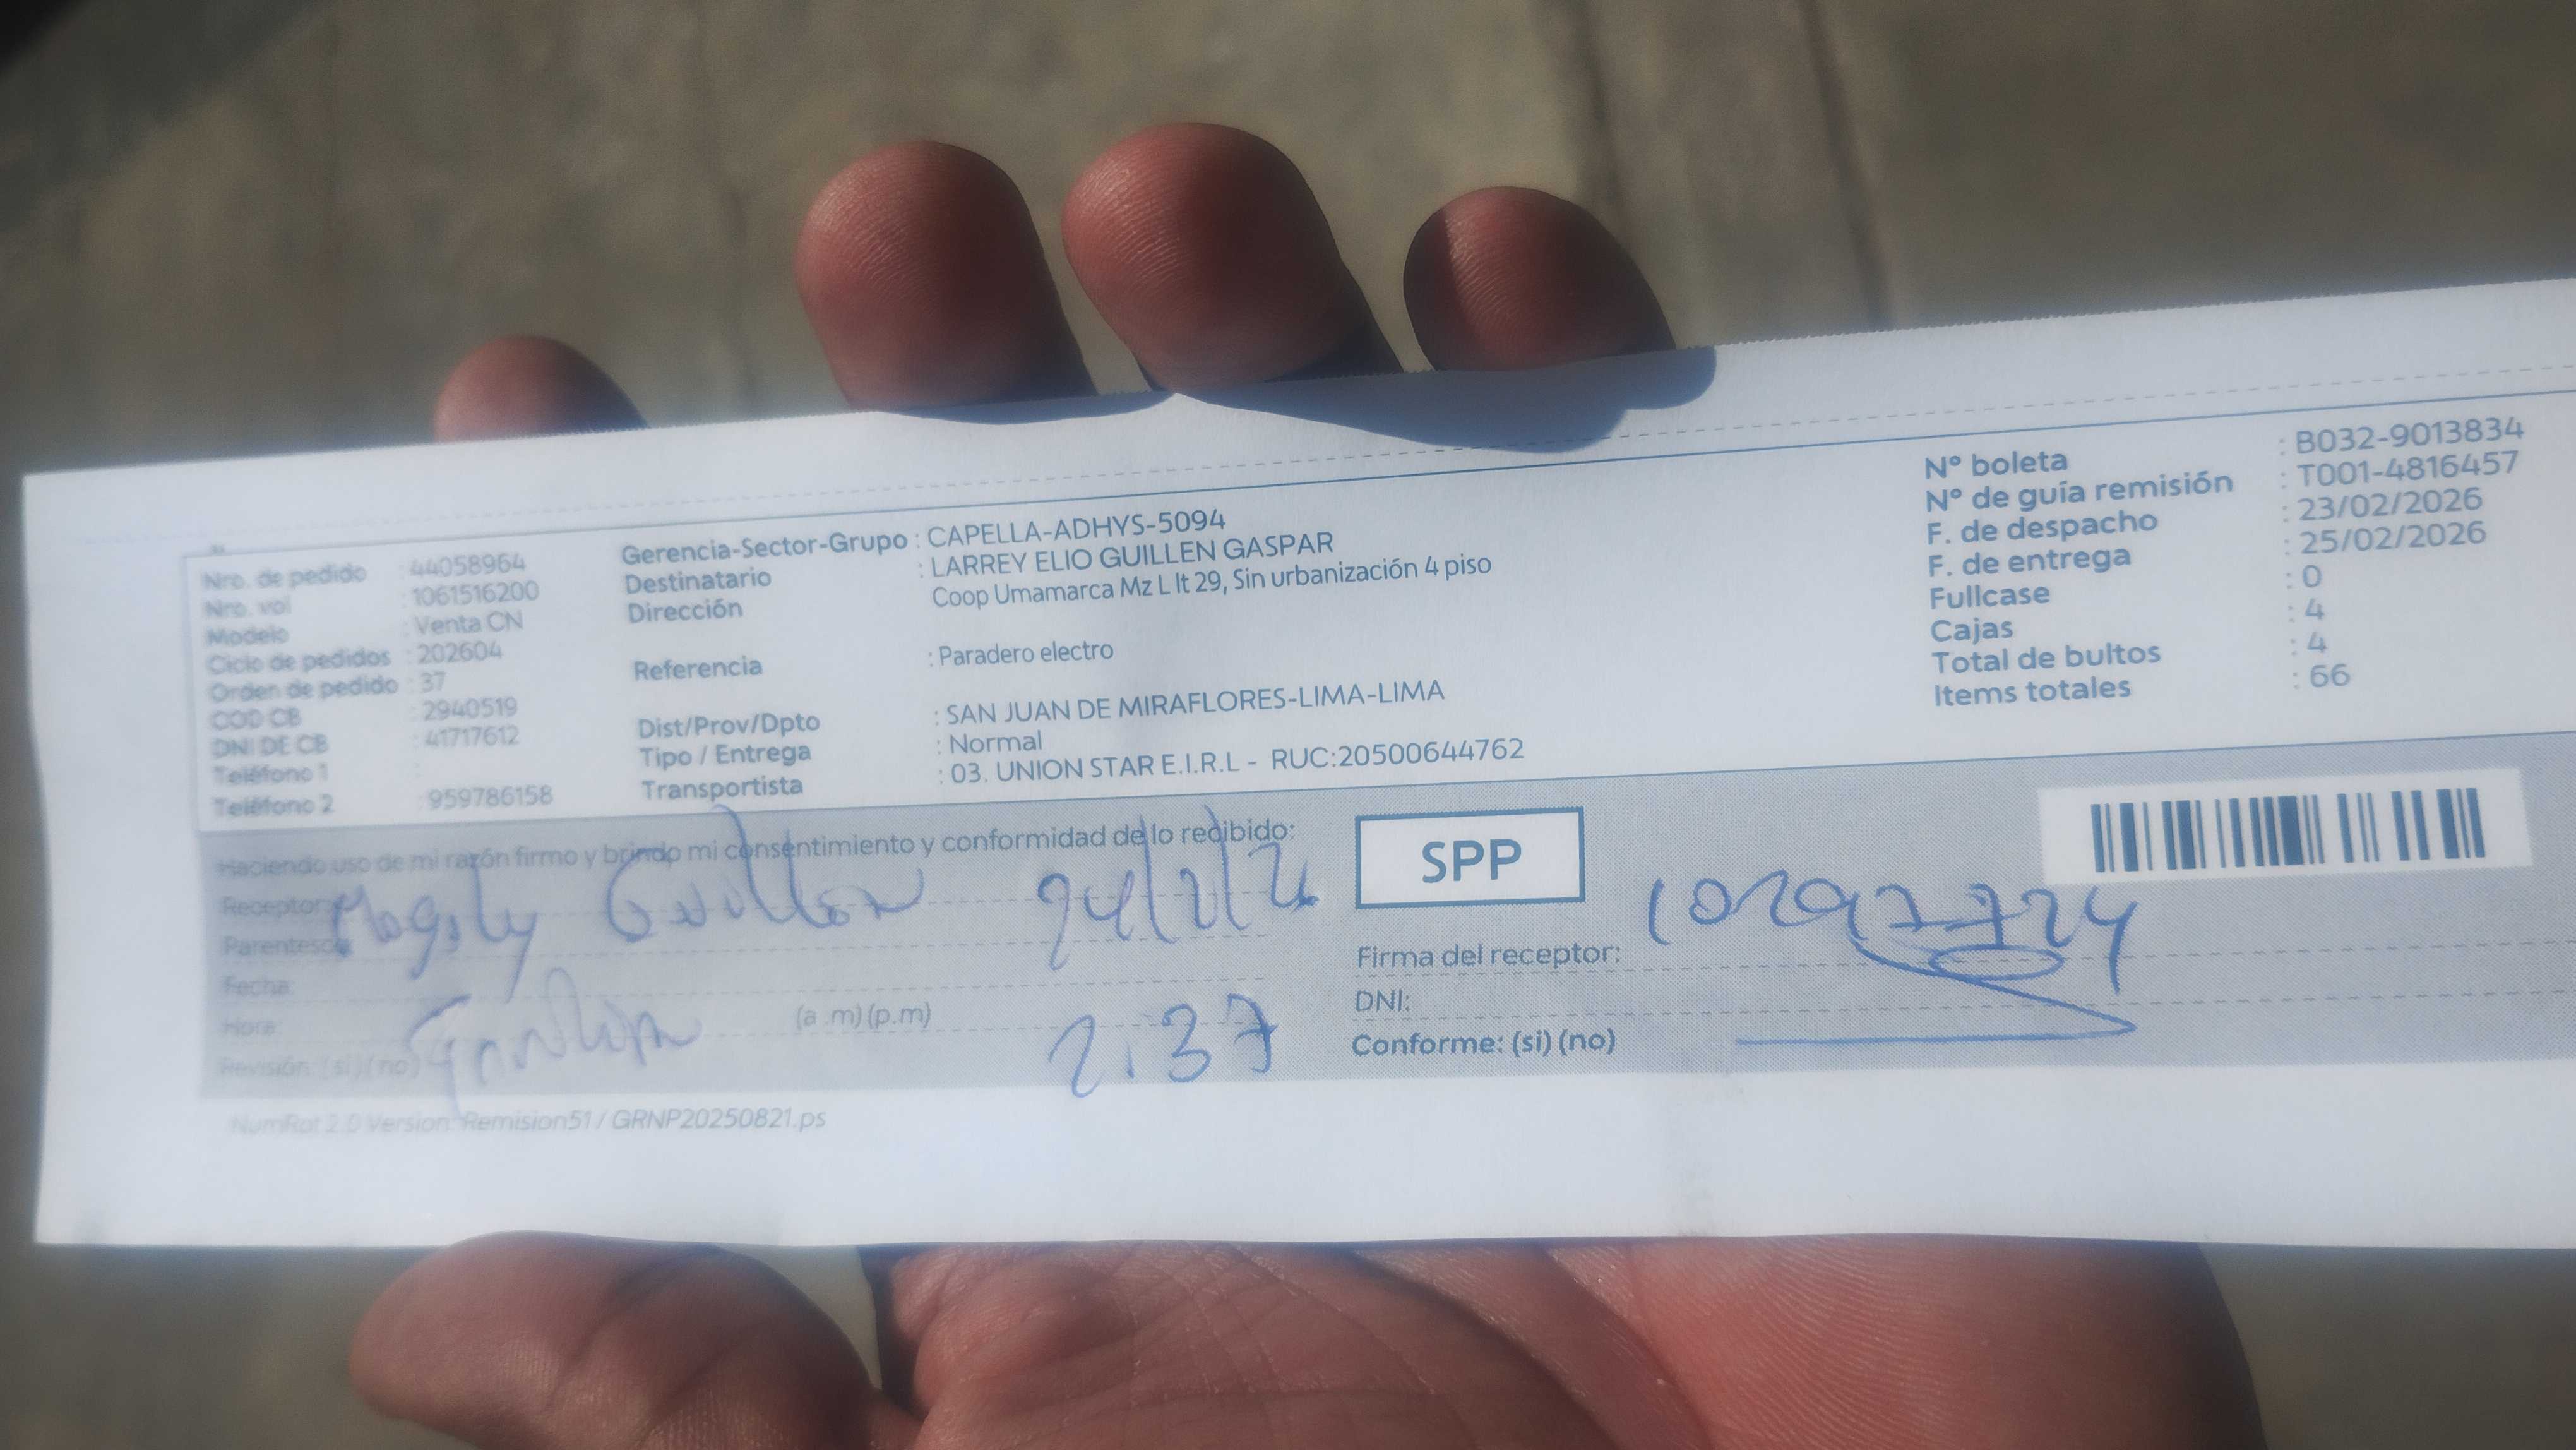 Nro. de pedido : 44058964
Nro. vol : 1061516200
Modelo : Venta CN
Ciclo de pedidos : 202604
Orden de pedido : 37
COD CB : 2940519
DNI DE CB : 41717612
Teléfono 1 :
Teléfono 2 : 959786158
Gerencia-Sector-Grupo : CAPELLA-ADHYS-5094
Destinatario : LARREY ELIO GUILLEN GASPAR
Dirección Coop Umamarca Mz L lt 29, Sin urbanización 4 piso
Referencia : Paradero electro
Dist/Prov/Dpto : SAN JUAN DE MIRAFLORES-LIMA-LIMA
Tipo / Entrega : Normal
Transportista : 03. UNION STAR E.I.R.L - RUC:20500644762
Nº boleta : B032-9013834
Nº de guía remisión : T001-4816457
F. de despacho : 23/02/2026
F. de entrega : 25/02/2026
Fullcase : 0
Cajas : 4
Total de bultos : 4
Items totales : 66
Haciendo uso de mi razón firmo y brindo mi consentimiento y conformidad de lo recibido:
Receptor: Magaly Guillen
Parentesco:
Fecha:
Hora: (a.m) (p.m) 2:37
Revisión: (si) (no)
SPP
Firma del receptor:
DNI:
Conforme: (si) (no)
NumRot 2.0 Version: Remision51 / GRNP20250821.ps